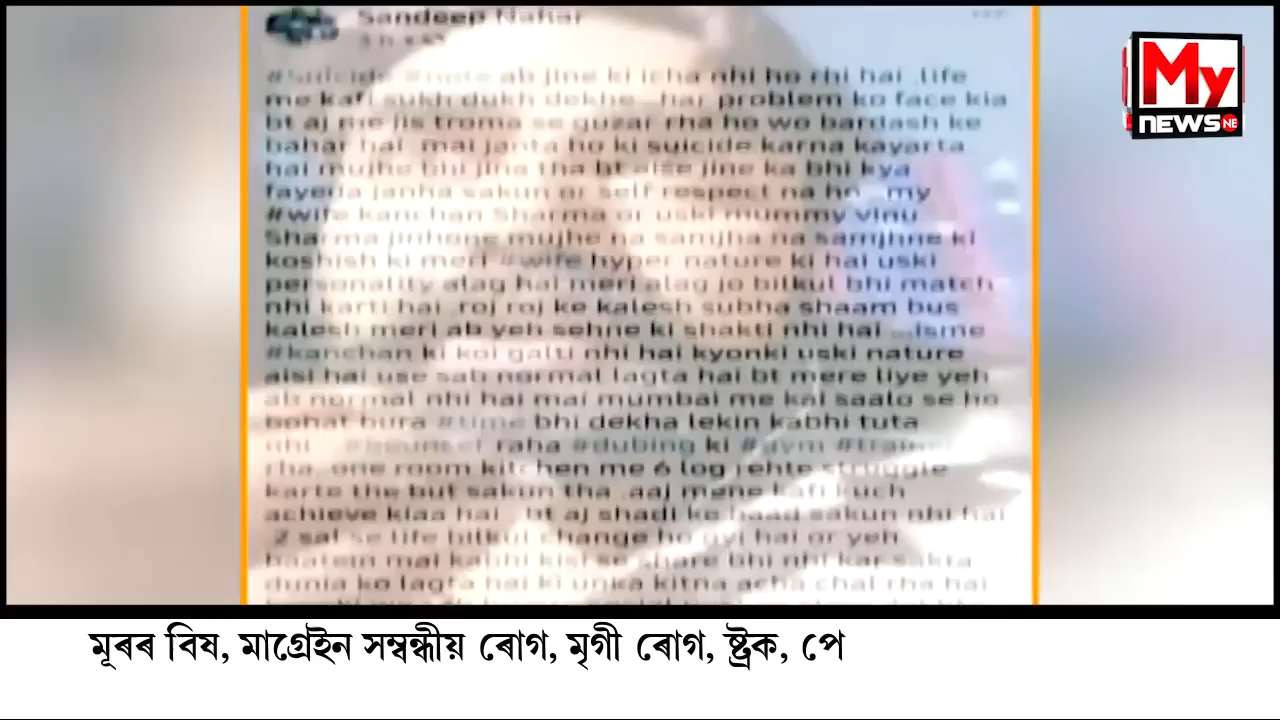 Sandeep Nahar
My
NEWS NE
#Suicide #note ab jine ki icha nhi ho rhi hai .life
me kafi sukh dukh dekhe har problem ko face kia
bt aj me jis guzar rha ho wo bardash ke
bahar hai janta ho ki suicide karna kayarta
hai mujhe bhi jina tha bt jine ka bhi kya
fayeda janha sakun or self respect na ho my
#wife kanchan Sharma or uski mummy vinu
Sharma jinhone mujhe na samjha na samjhne ki
koshish ki meri #wife hyper nature ki hai uski
personality alag hai meri alag jo bilkul bhi match
nhi karti hai .roj roj ke kalesh subha shaam bus
kalesh meri ab yeh sehne ki shakti nhi hai ...isme
#kanchan ki koi galti nhi hai kyonki uski nature
aisi hai use sab normal lagta hai bt mere liye yeh
ab normal nhi hai mai mumbai me kai saalo se ho
bohat bura #time bhi dekha lekin kabhi tuta
nhi raha #dubing ki #gym
rha .one room kitchen me 6 log rehte struggle
karte the but sakun tha .aaj mene kafi kuch
achieve kiaa hai . bt aj shadi ke baad sakun nhi hai
.2 sal se life bilkul change ho gyi hai or yeh
baatein mai kabhi kisi se share bhi nhi kar sakta
dunia ko lagta hai ki unka kitna acha chal rha hai
মূৰৰ বিষ, মাগ্ৰেইন সম্বন্ধীয় ৰোগ, মৃগী ৰোগ, ষ্ট্ৰক, পে